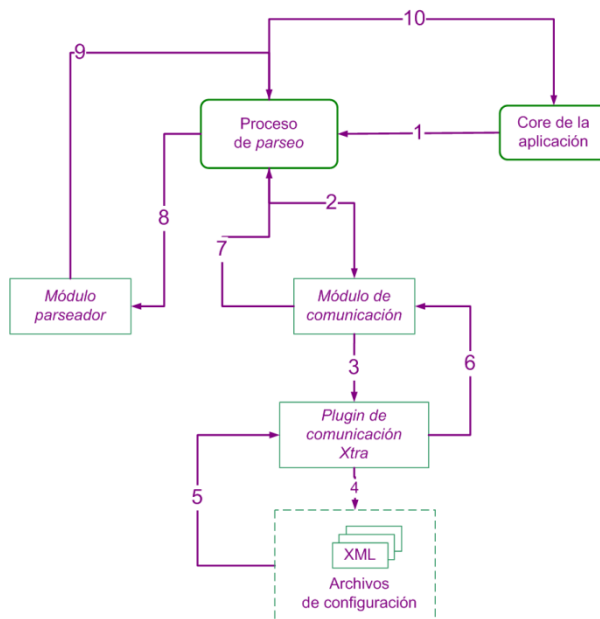 10
9
Proceso
de parseo
1
Core de la
aplicación
2
8
7
Módulo
parseador
Módulo de
comunicación
3
6
Plugin de
comunicación
Xtra
5
4
XML
Archivos
de configuración